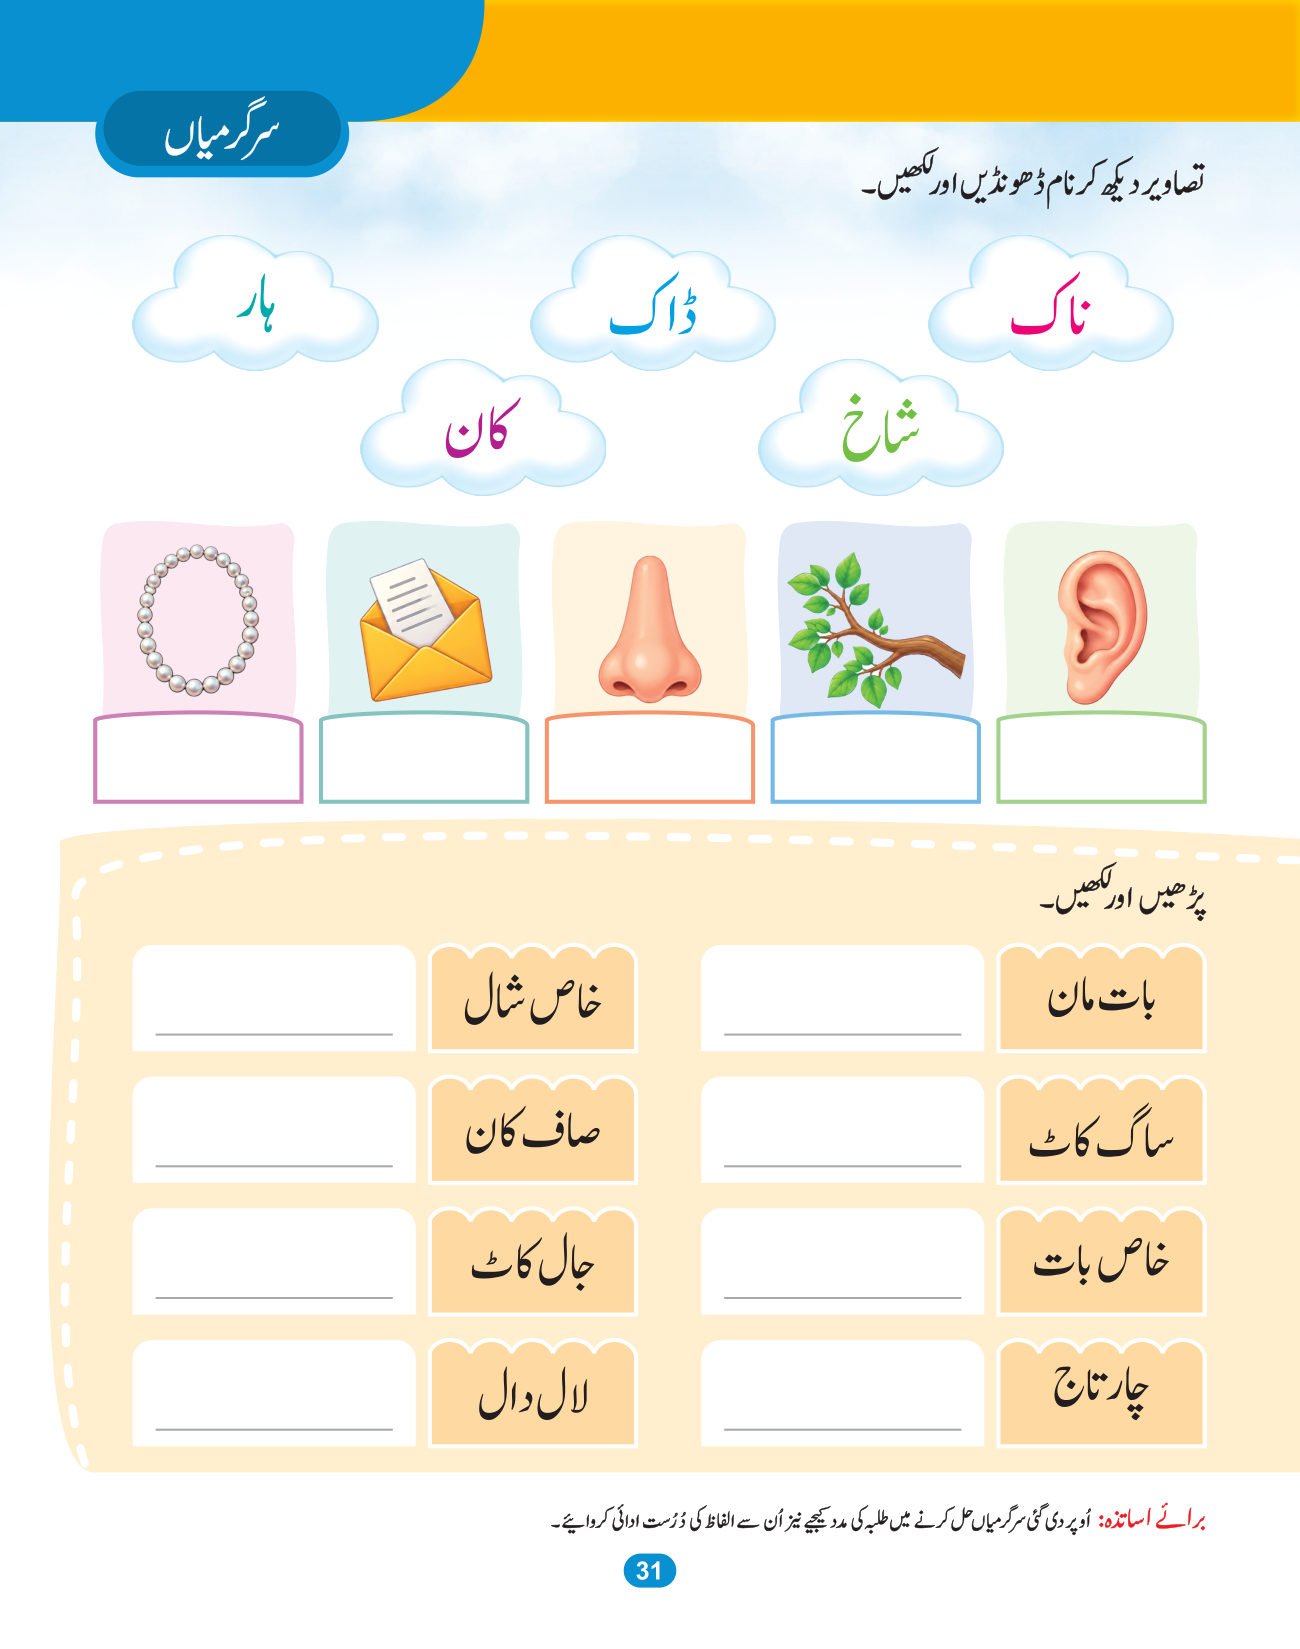 سرگرمیاں
تصاویر دیکھ کر نام ڈھونڈیں اور لکھیں۔
ناک
ڈاک
ہار
شاخ
کان
پڑھیں اور لکھیں۔
بات مان
خاص شال
ساگ کاٹ
صاف کان
خاص بات
جال کاٹ
چار تاج
لال دال
برائے اساتذہ: اُوپر دی گئی سرگرمیاں حل کرنے میں طلبہ کی مدد کیجیے نیز اُن سے الفاظ کی دُرُست ادائی کروائیے۔
31